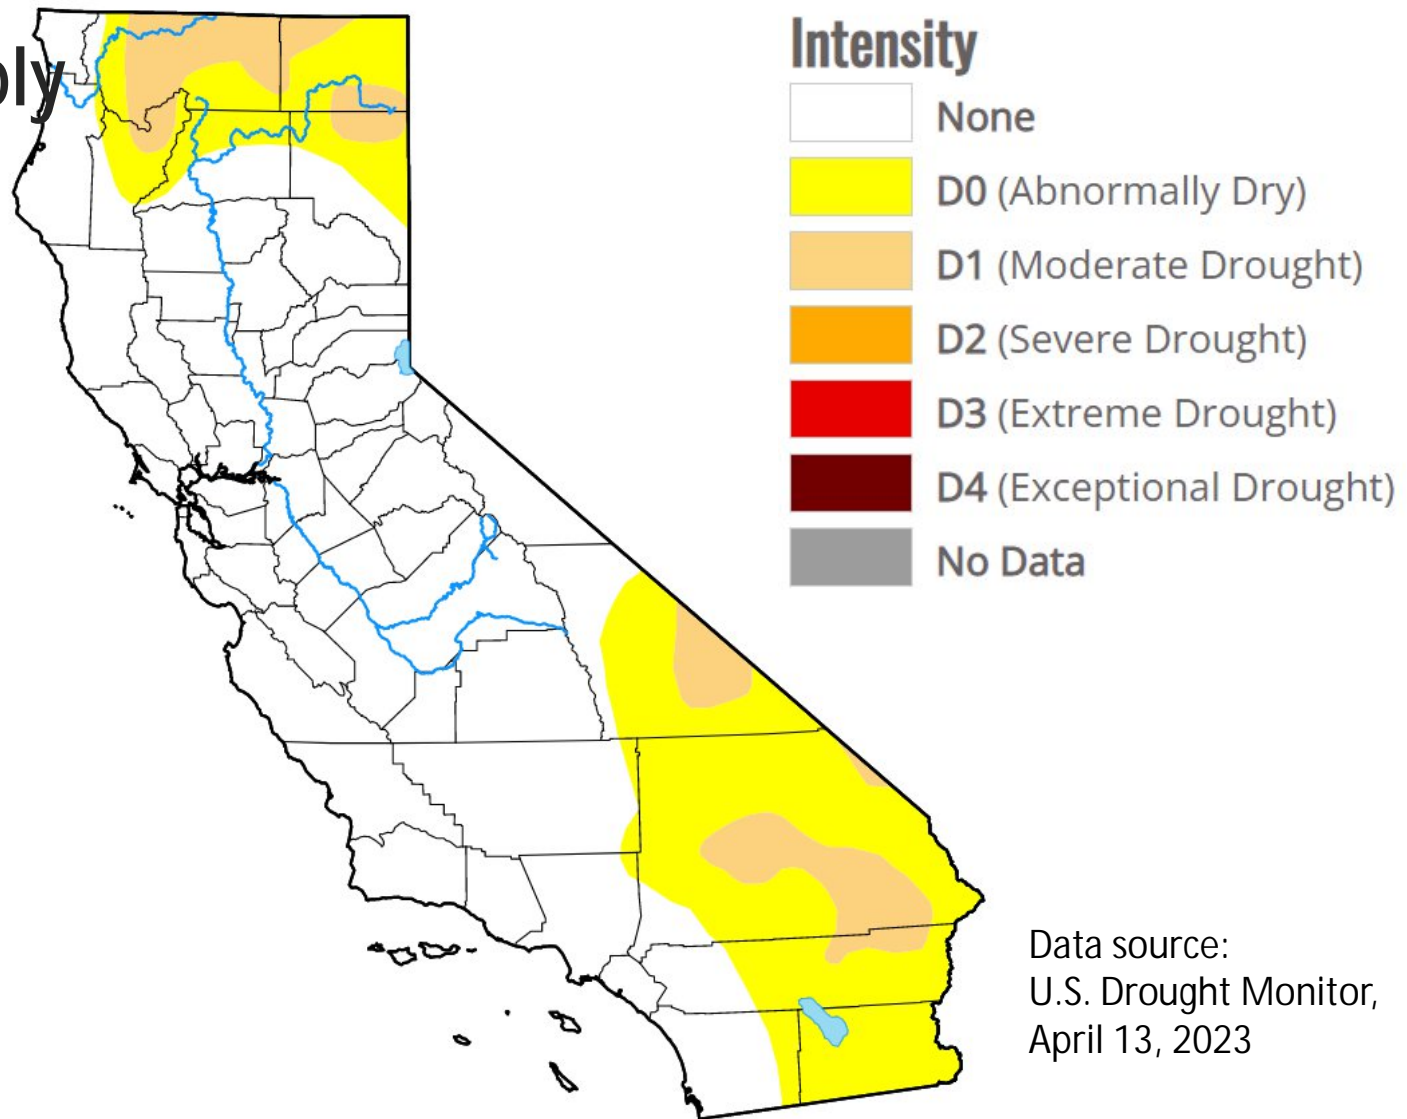 ply
Intensity
None
D0 (Abnormally Dry)
D1 (Moderate Drought)
D2 (Severe Drought)
D3 (Extreme Drought)
D4 (Exceptional Drought)
No Data
Data source:
U.S. Drought Monitor,
April 13, 2023